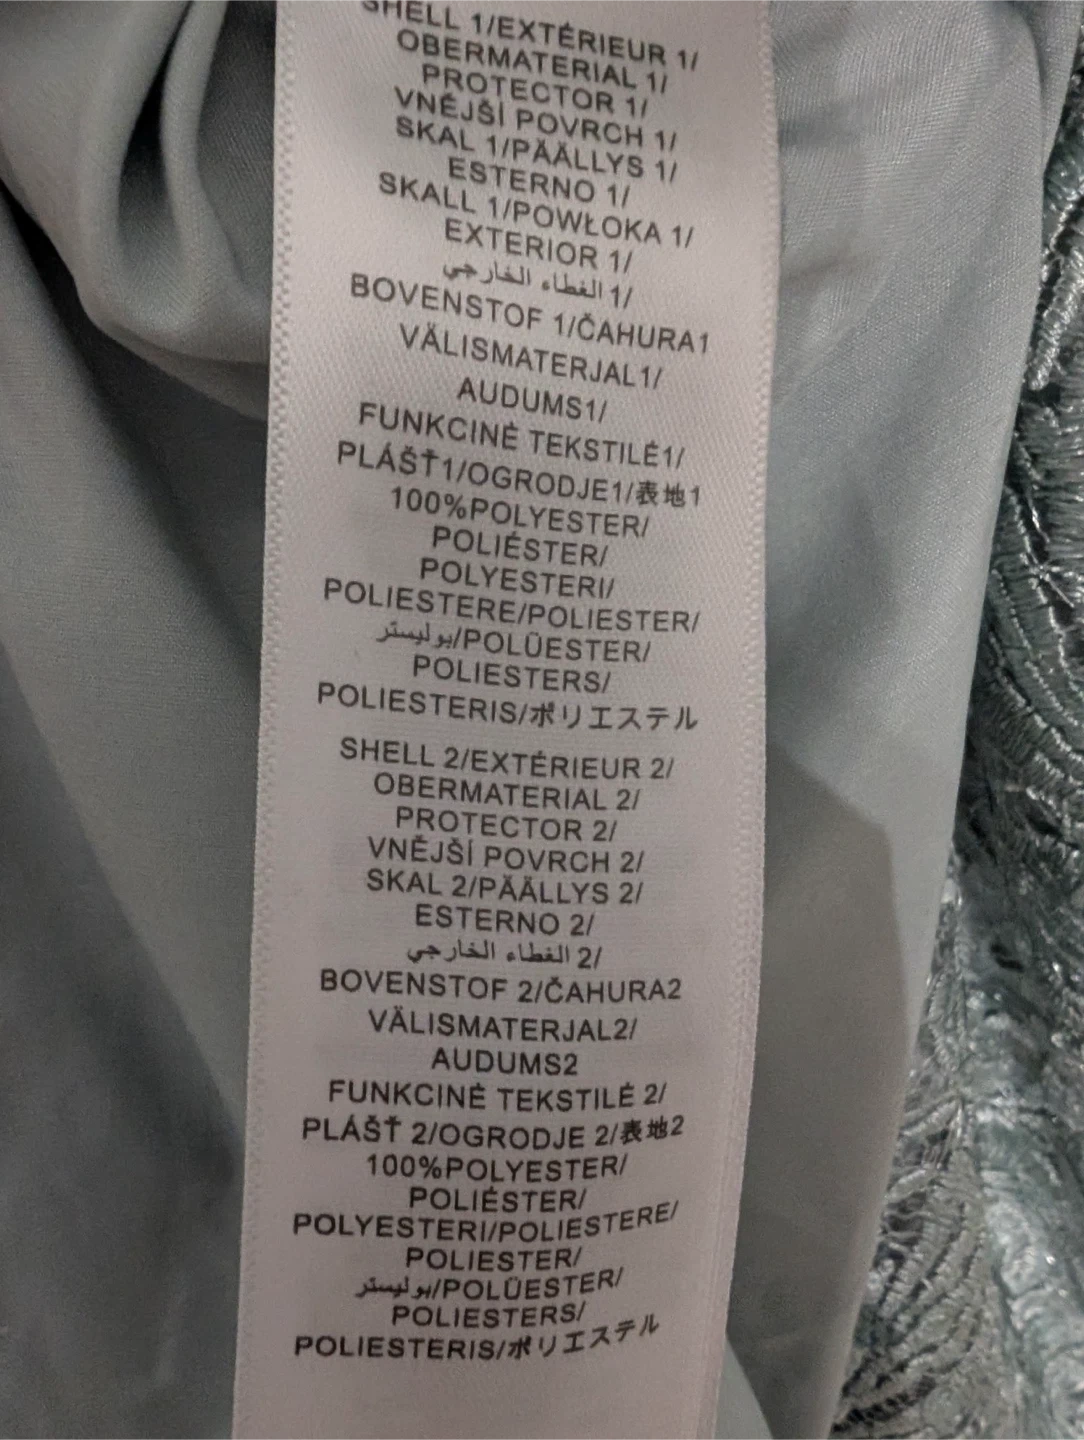 SHELL 1/EXTÉRIEUR 1/
OBERMATERIAL 1/
PROTECTOR 1/
VNĚJŠÍ POVRCH 1/
SKAL 1/PÄÄLLYS 1/
ESTERNO 1/
SKALL 1/POWŁOKA 1/
EXTERIOR 1/
الغطاء الخارجي 1/
BOVENSTOF 1/ČAHURA1
VÄLISMATERJAL1/
AUDUMS1/
FUNKCINĖ TEKSTILĖ1/
PLÁŠŤ1/OGRODJE1/表地1
100%POLYESTER/
POLIÉSTER/
POLYESTERI/
POLIESTERE/POLIESTER/
بوليستر/POLÜESTER/
POLIESTERS/
POLIESTERIS/ポリエステル
SHELL 2/EXTÉRIEUR 2/
OBERMATERIAL 2/
PROTECTOR 2/
VNĚJŠÍ POVRCH 2/
SKAL 2/PÄÄLLYS 2/
ESTERNO 2/
الغطاء الخارجي 2/
BOVENSTOF 2/ČAHURA2
VÄLISMATERJAL2/
AUDUMS2
FUNKCINĖ TEKSTILĖ 2/
PLÁŠŤ 2/OGRODJE 2/表地2
100%POLYESTER/
POLIÉSTER/
POLYESTERI/POLIESTERE/
POLIESTER/
بوليستر/POLÜESTER/
POLIESTERS/
POLIESTERIS/ポリエステル